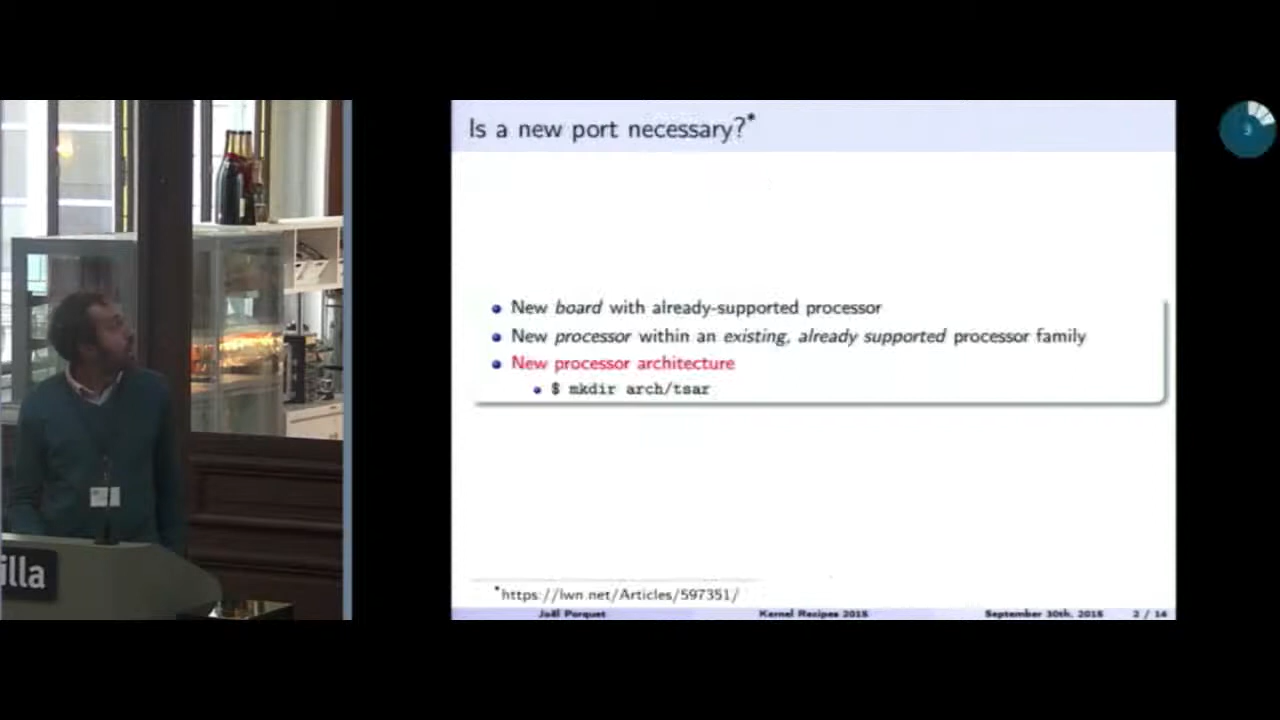 Is a new port necessary?*
3
New board with already-supported processor
New processor within an existing, already supported processor family
New processor architecture
$ mkdir arch/tsar
illa
*https://lwn.net/Articles/597351/
Joël Porquet Kernel Recipes 2015 September 30th, 2015 2 / 14